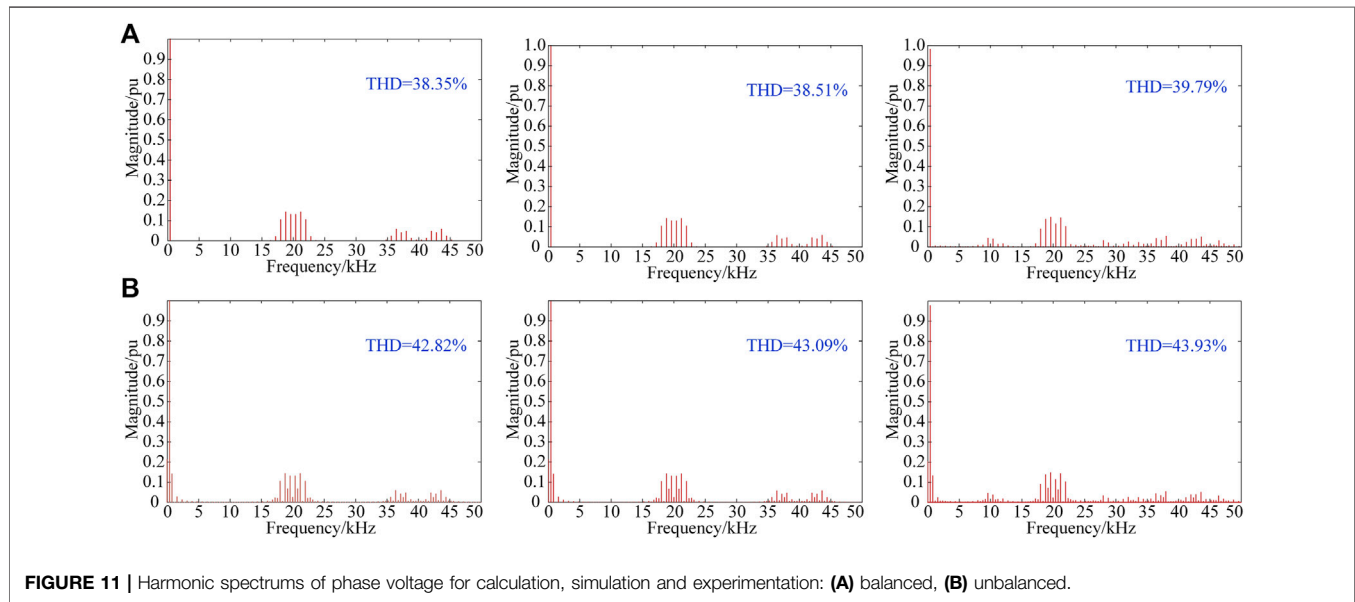 A
Magnitude/pu
0.9
0.8
0.7
0.6
0.5
0.4
0.3
0.2
0.1
0
THD=38.35%
5 10 15 20 25 30 35 40 45 50
Frequency/kHz
Magnitude/pu
1.0
0.9
0.8
0.7
0.6
0.5
0.4
0.3
0.2
0.1
0
THD=38.51%
0 5 10 15 20 25 30 35 40 45 50
Frequency/kHz
Magnitude/pu
1.0
0.9
0.8
0.7
0.6
0.5
0.4
0.3
0.2
0.1
0
THD=39.79%
0 5 10 15 20 25 30 35 40 45 50
Frequency/kHz
B
Magnitude/pu
0.9
0.8
0.7
0.6
0.5
0.4
0.3
0.2
0.1
0
THD=42.82%
0 5 10 15 20 25 30 35 40 45 50
Frequency/kHz
Magnitude/pu
0.9
0.8
0.7
0.6
0.5
0.4
0.3
0.2
0.1
0
THD=43.09%
0 5 10 15 20 25 30 35 40 45 50
Frequency/kHz
Magnitude/pu
0.9
0.8
0.7
0.6
0.5
0.4
0.3
0.2
0.1
0
THD=43.93%
0 5 10 15 20 25 30 35 40 45 50
Frequency/kHz
FIGURE 11 | Harmonic spectrums of phase voltage for calculation, simulation and experimentation: (A) balanced, (B) unbalanced.